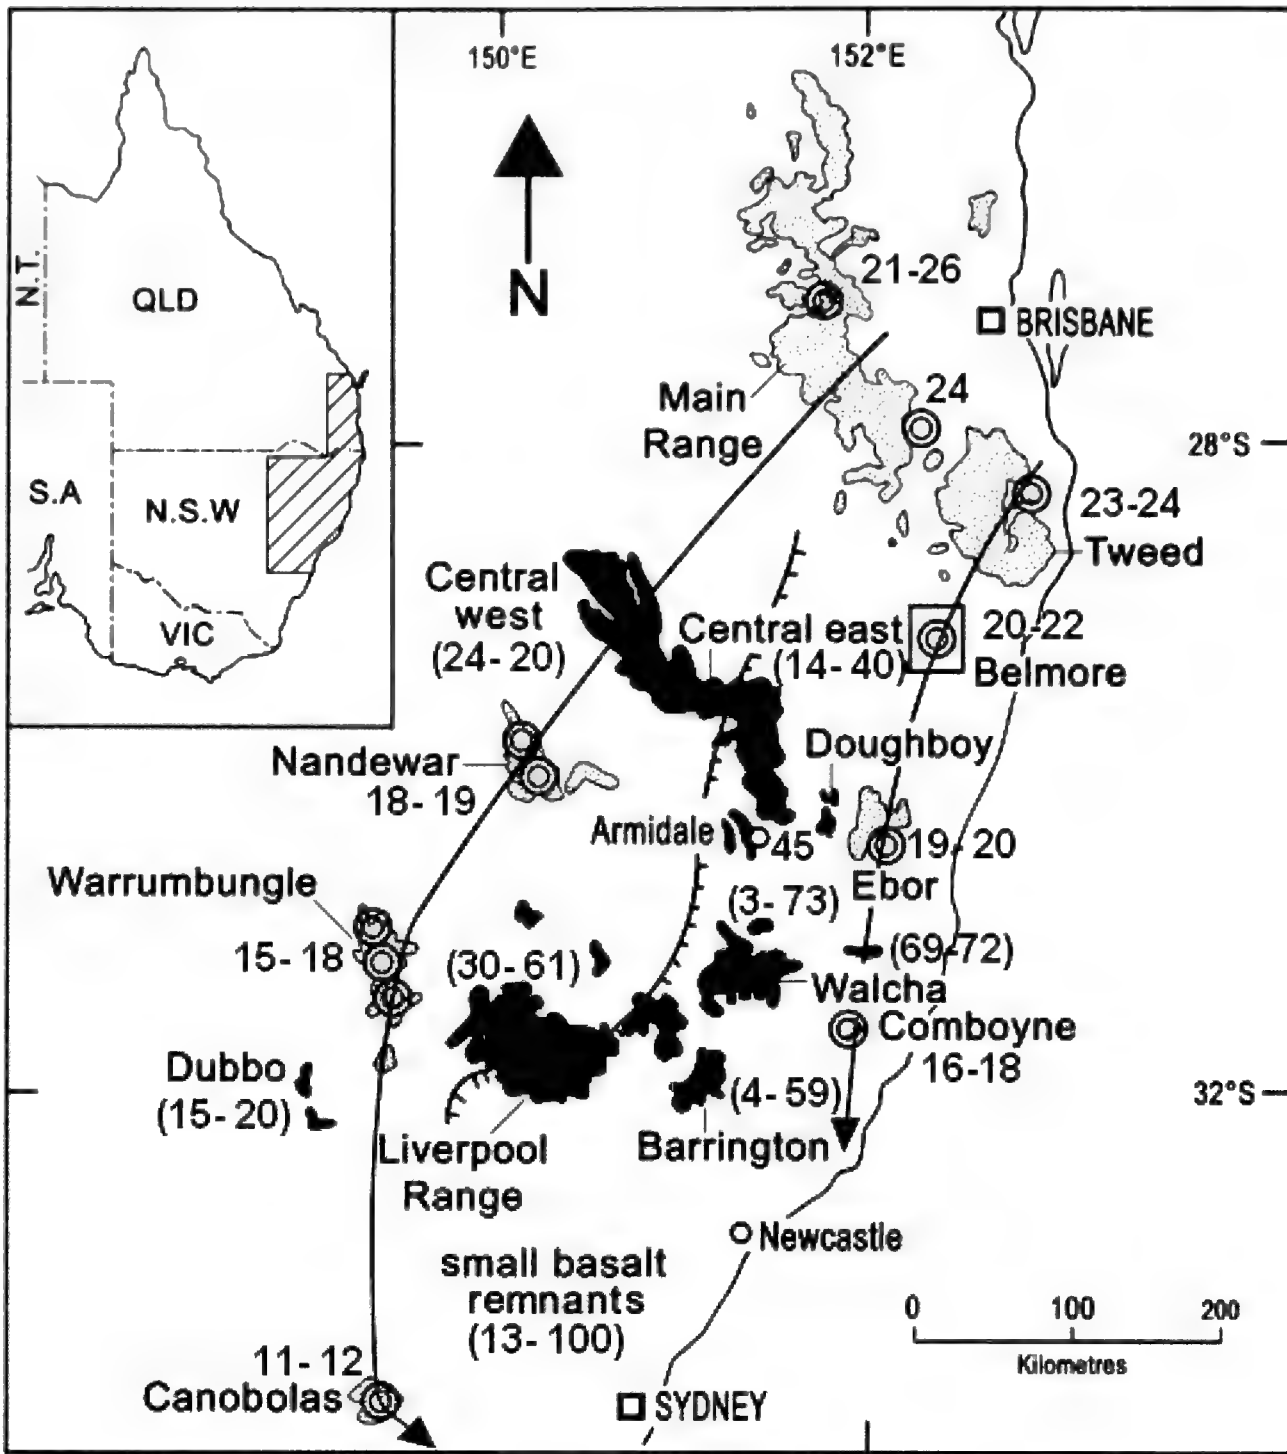 150°E
152°E
N.T.
QLD
S.A
N.S.W
VIC
N
21-26
BRISBANE
Main
Range
24
28°S
23-24
Tweed
Central
west
(24-20)
Central east
(14-40)
20-22
Belmore
Nandewar
18-19
Doughboy
Armidale
45
19-20
Ebor
Warrumbungle
15-18
(3-73)
(30-61)
(69-72)
Walcha
Comboyne
16-18
Dubbo
(15-20)
(4-59)
32°S
Liverpool
Range
Barrington
Newcastle
small basalt
remnants
(13-100)
0 100 200
Kilometres
11-12
Canobolas
SYDNEY